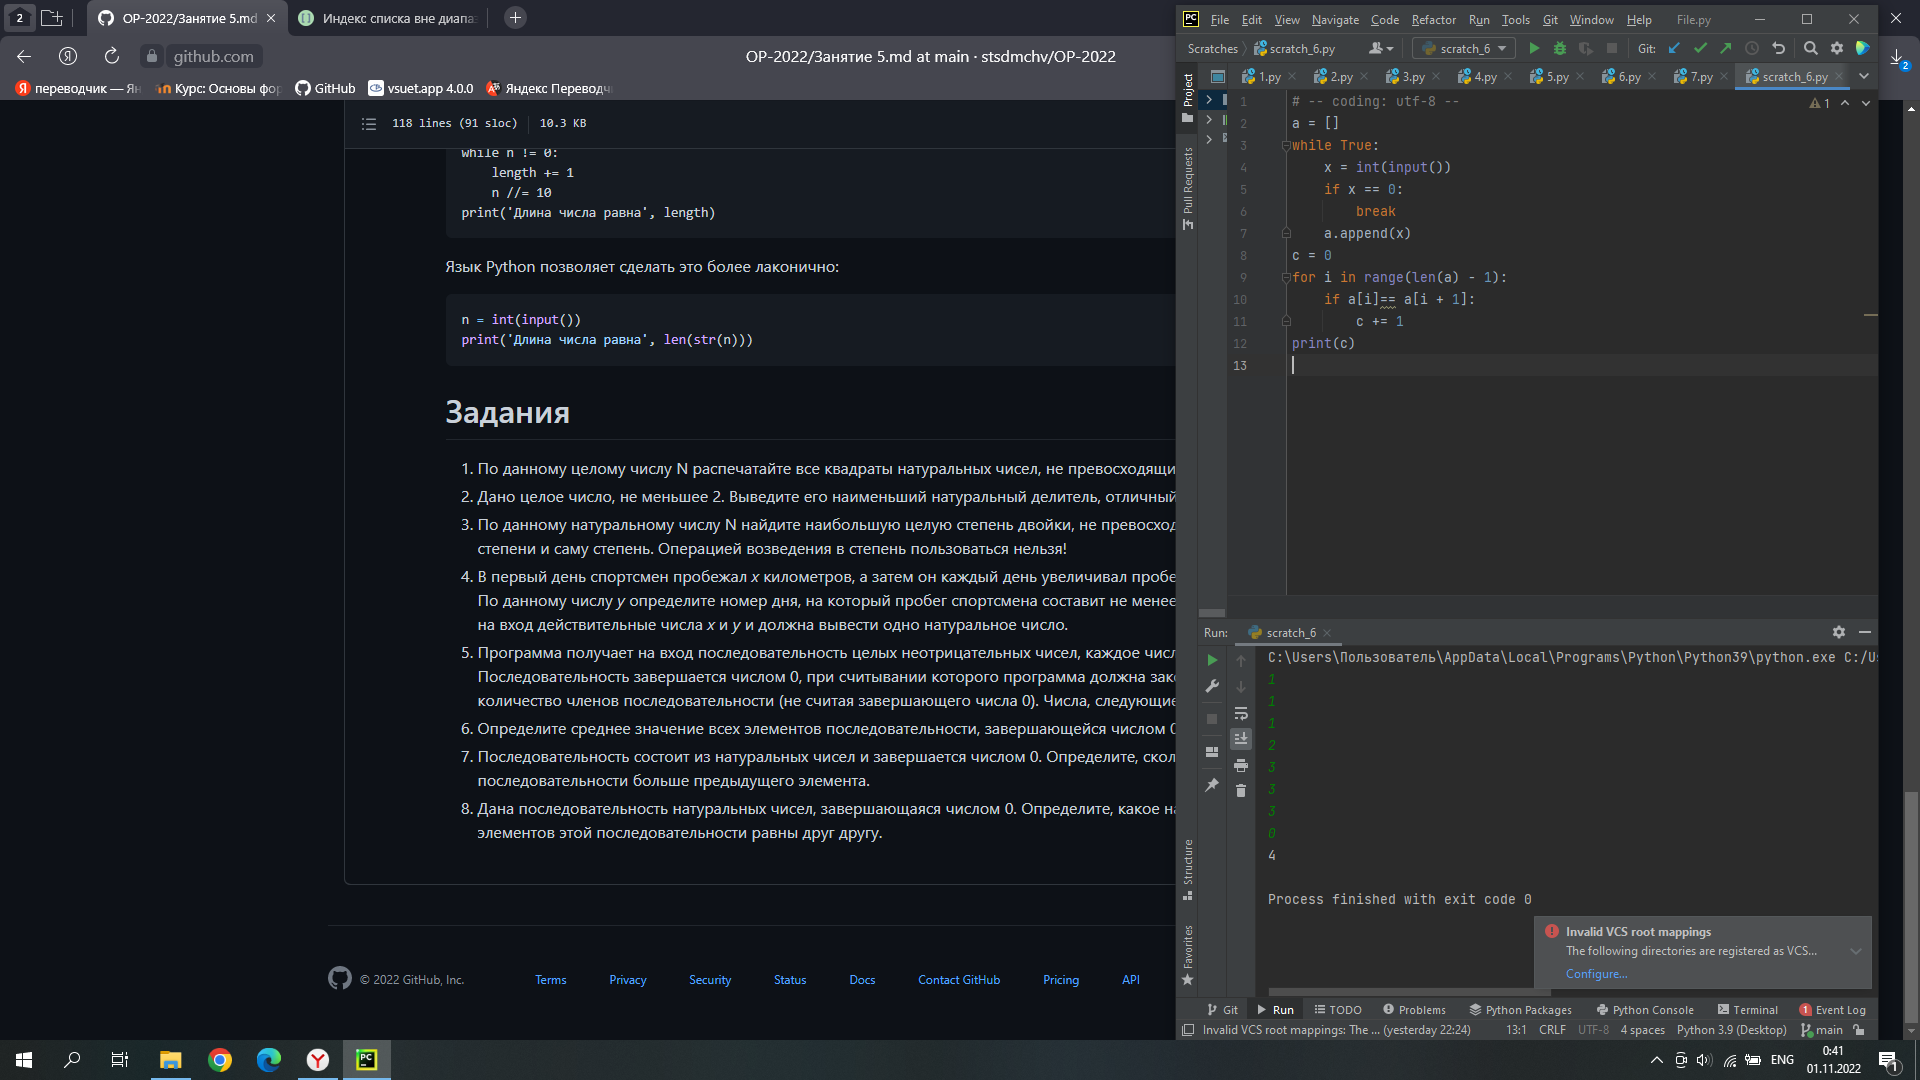 2
OP-2022/Занятие 5.md
Индекс списка вне диапаз
github.com
OP-2022/Занятие 5.md at main · stsdmchv/OP-2022
2
переводчик — Ян
Курс: Основы фор
GitHub
vsuet.app 4.0.0
Яндекс Переводч
118 lines (91 sloc)
10.3 KB
while n != 0:
length += 1
n //= 10
print('Длина числа равна', length)
Язык Python позволяет сделать это более лаконично:
n = int(input())
print('Длина числа равна', len(str(n)))
Задания
1. По данному целому числу N распечатайте все квадраты натуральных чисел, не превосходящи
2. Дано целое число, не меньшее 2. Выведите его наименьший натуральный делитель, отличный
3. По данному натуральному числу N найдите наибольшую целую степень двойки, не превосход
степени и саму степень. Операцией возведения в степень пользоваться нельзя!
4. В первый день спортсмен пробежал x километров, а затем он каждый день увеличивал пробе
По данному числу y определите номер дня, на который пробег спортсмена составит не менее
на вход действительные числа x и y и должна вывести одно натуральное число.
5. Программа получает на вход последовательность целых неотрицательных чисел, каждое чис
Последовательность завершается числом 0, при считывании которого программа должна зак
количество членов последовательности (не считая завершающего числа 0). Числа, следующие
6. Определите среднее значение всех элементов последовательности, завершающейся числом 0
7. Последовательность состоит из натуральных чисел и завершается числом 0. Определите, скол
последовательности больше предыдущего элемента.
8. Дана последовательность натуральных чисел, завершающаяся числом 0. Определите, какое на
элементов этой последовательности равны друг другу.
© 2022 GitHub, Inc.
Terms
Privacy
Security
Status
Docs
Contact GitHub
Pricing
API
PC
File Edit View Navigate Code Refactor Run Tools Git Window Help
File.py
Scratches
scratch_6.py
scratch_6
Git:
Project
Pull Requests
Structure
Favorites
1.py
2.py
3.py
4.py
5.py
6.py
7.py
scratch_6.py
1
1 # -- coding: utf-8 --
2 a = []
3 while True:
4 x = int(input())
5 if x == 0:
6 break
7 a.append(x)
8 c = 0
9 for i in range(len(a) - 1):
10 if a[i]== a[i + 1]:
11 c += 1
12 print(c)
13
Run:
scratch_6
C:\Users\Пользователь\AppData\Local\Programs\Python\Python39\python.exe C:/U
1
1
1
2
3
3
3
0
4
Process finished with exit code 0
Invalid VCS root mappings
The following directories are registered as VCS...
Configure...
Git
Run
TODO
Problems
Python Packages
Python Console
Terminal
1 Event Log
Invalid VCS root mappings: The ... (yesterday 22:24)
13:1 CRLF UTF-8 4 spaces Python 3.9 (Desktop) main
PC
ENG
0:41
01.11.2022
1